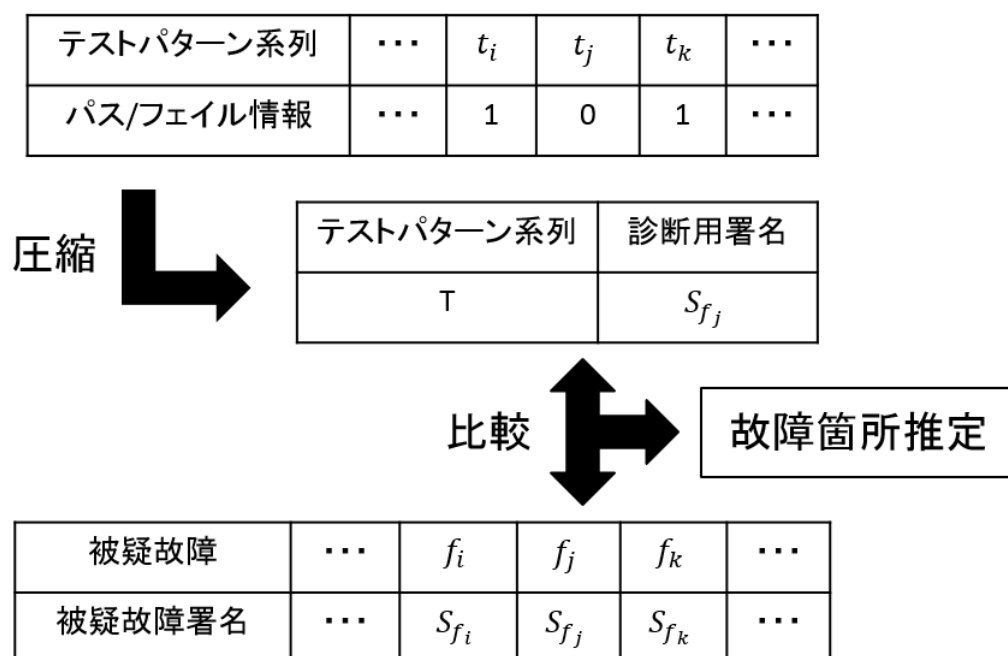 テストパターン系列 ··· t_i t_j t_k ···
パス/フェイル情報 ··· 1 0 1 ···
圧縮
テストパターン系列 診断用署名
T S_{f_j}
比較
故障箇所推定
被疑故障 ··· f_i f_j f_k ···
被疑故障署名 ··· S_{f_i} S_{f_j} S_{f_k} ···